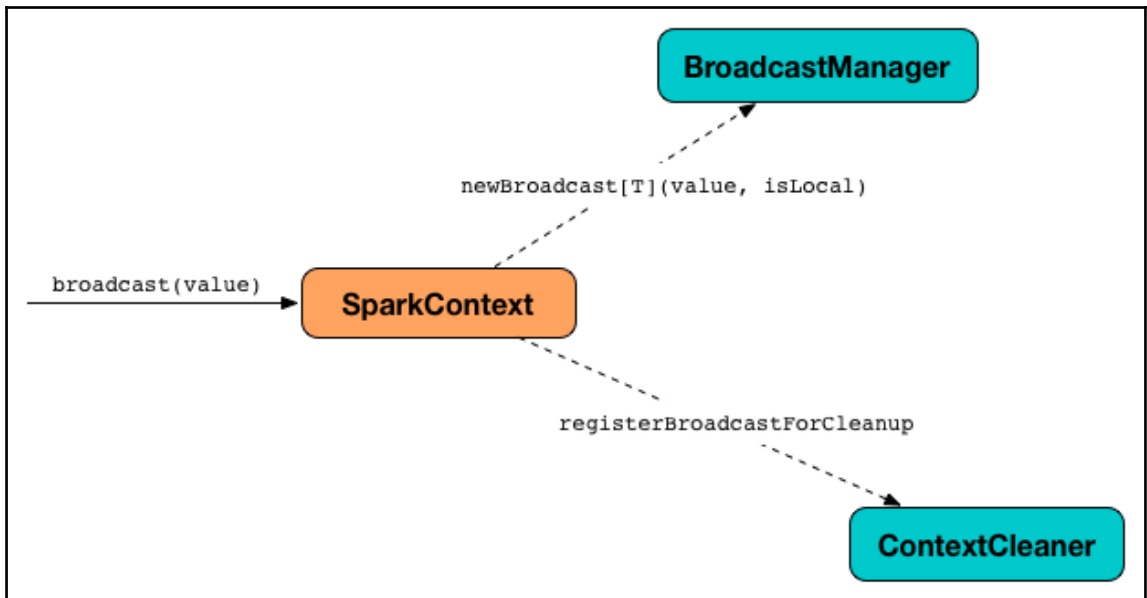 BroadcastManager
newBroadcast[T](value, isLocal)
broadcast(value)
SparkContext
registerBroadcastForCleanup
ContextCleaner